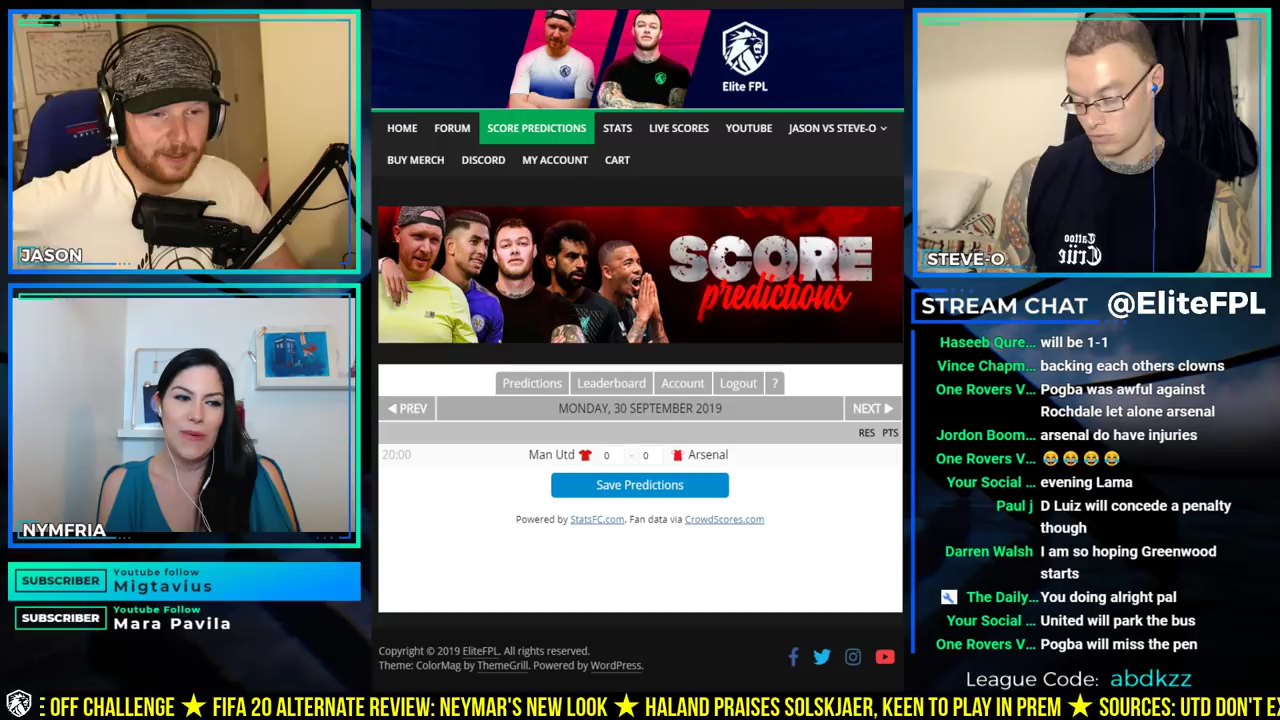 JASON
NYMFRIA
SUBSCRIBER
Youtube follow
Migtavius
SUBSCRIBER
Youtube Follow
Mara Pavila
Elite FPL
HOME FORUM SCORE PREDICTIONS STATS LIVE SCORES YOUTUBE JASON VS STEVE-O
BUY MERCH DISCORD MY ACCOUNT CART
SCORE
predictions
Predictions Leaderboard Account Logout ?
◀ PREV MONDAY, 30 SEPTEMBER 2019 NEXT ▶
RES PTS
20:00 Man Utd 0 - 0 Arsenal
Save Predictions
Powered by StatsFC.com. Fan data via CrowdScores.com
Copyright © 2019 EliteFPL. All rights reserved.
Theme: ColorMag by ThemeGrill. Powered by WordPress.
STEVE-O
STREAM CHAT @EliteFPL
Haseeb Qure... will be 1-1
Vince Chapm... backing each others clowns
One Rovers V... Pogba was awful against
Rochdale let alone arsenal
Jordon Boom... arsenal do have injuries
One Rovers V... 😂 😂 😂 😂
Your Social ... evening Lama
Paul j D Luiz will concede a penalty
though
Darren Walsh I am so hoping Greenwood
starts
The Daily... You doing alright pal
Your Social ... United will park the bus
One Rovers V... Pogba will miss the pen
League Code: abdkzz
OFF CHALLENGE ★ FIFA 20 ALTERNATE REVIEW: NEYMAR'S NEW LOOK ★ HALAND PRAISES SOLSKJAER, KEEN TO PLAY IN PREM ★ SOURCES: UTD DON'T